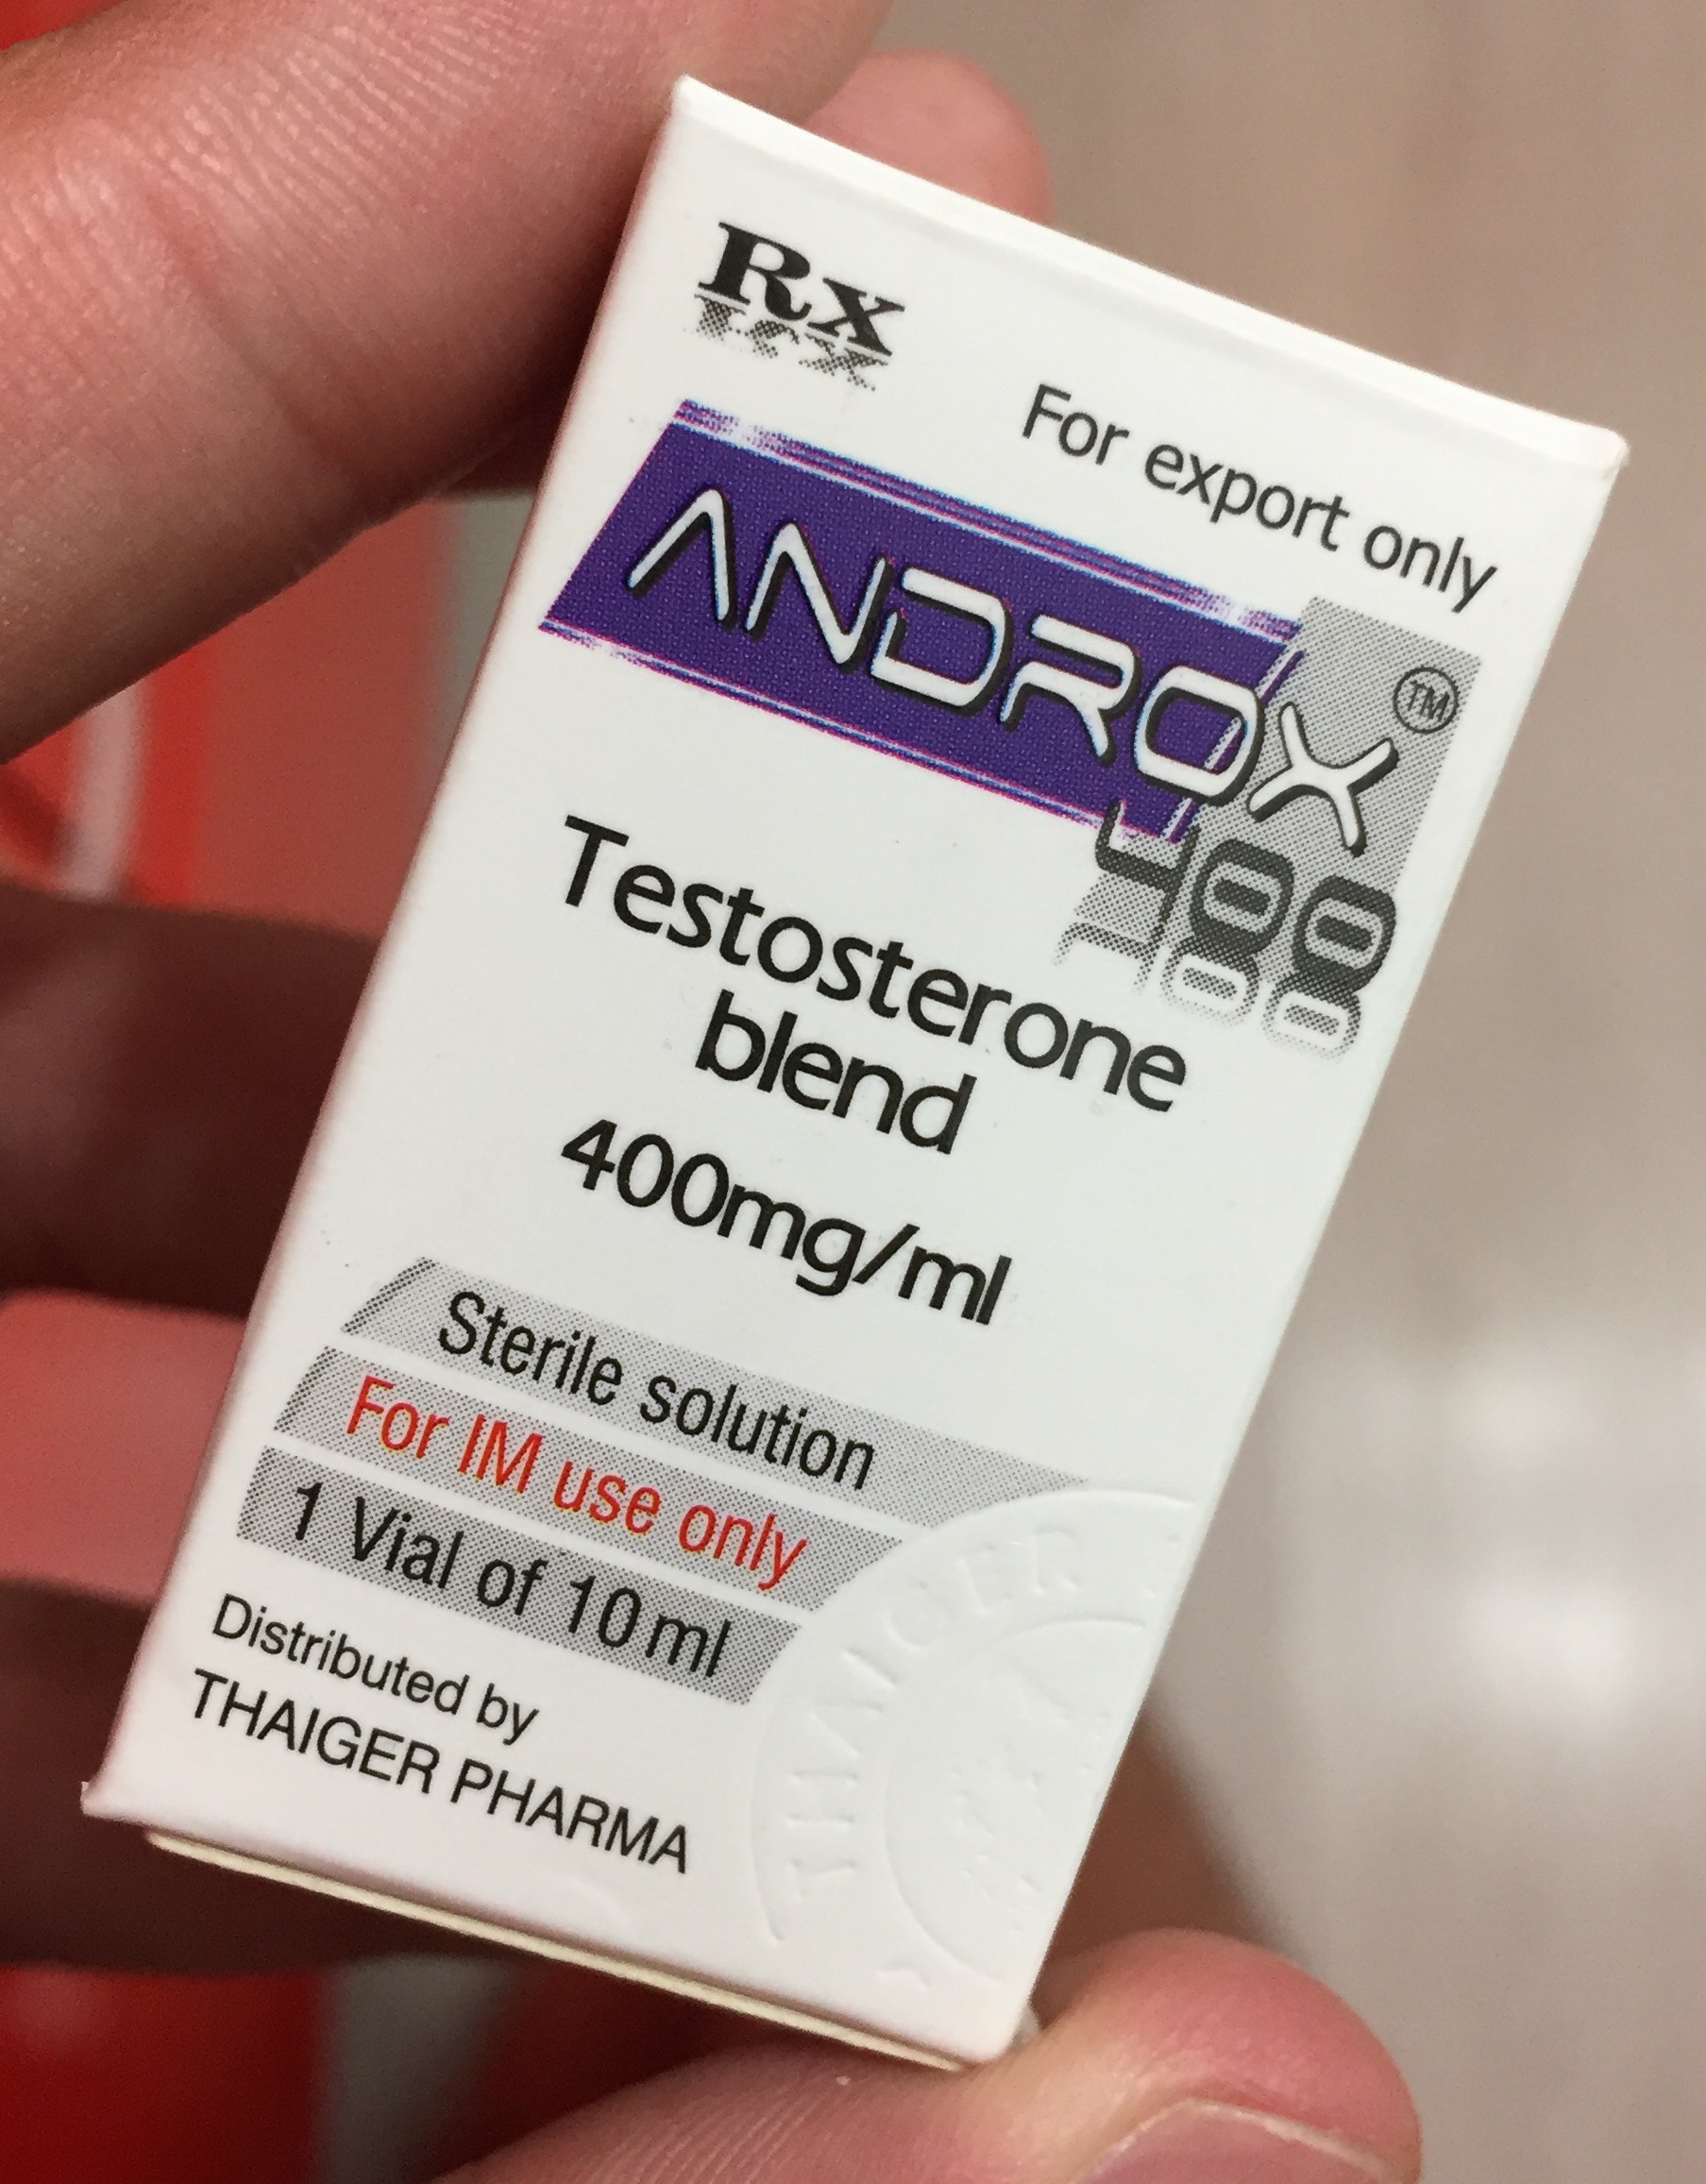 Rx
For export only
ANDROX TM
400
Testosterone
blend
400mg/ml
Sterile solution
For IM use only
1 Vial of 10ml
Distributed by
THAIGER PHARMA
THAIGER